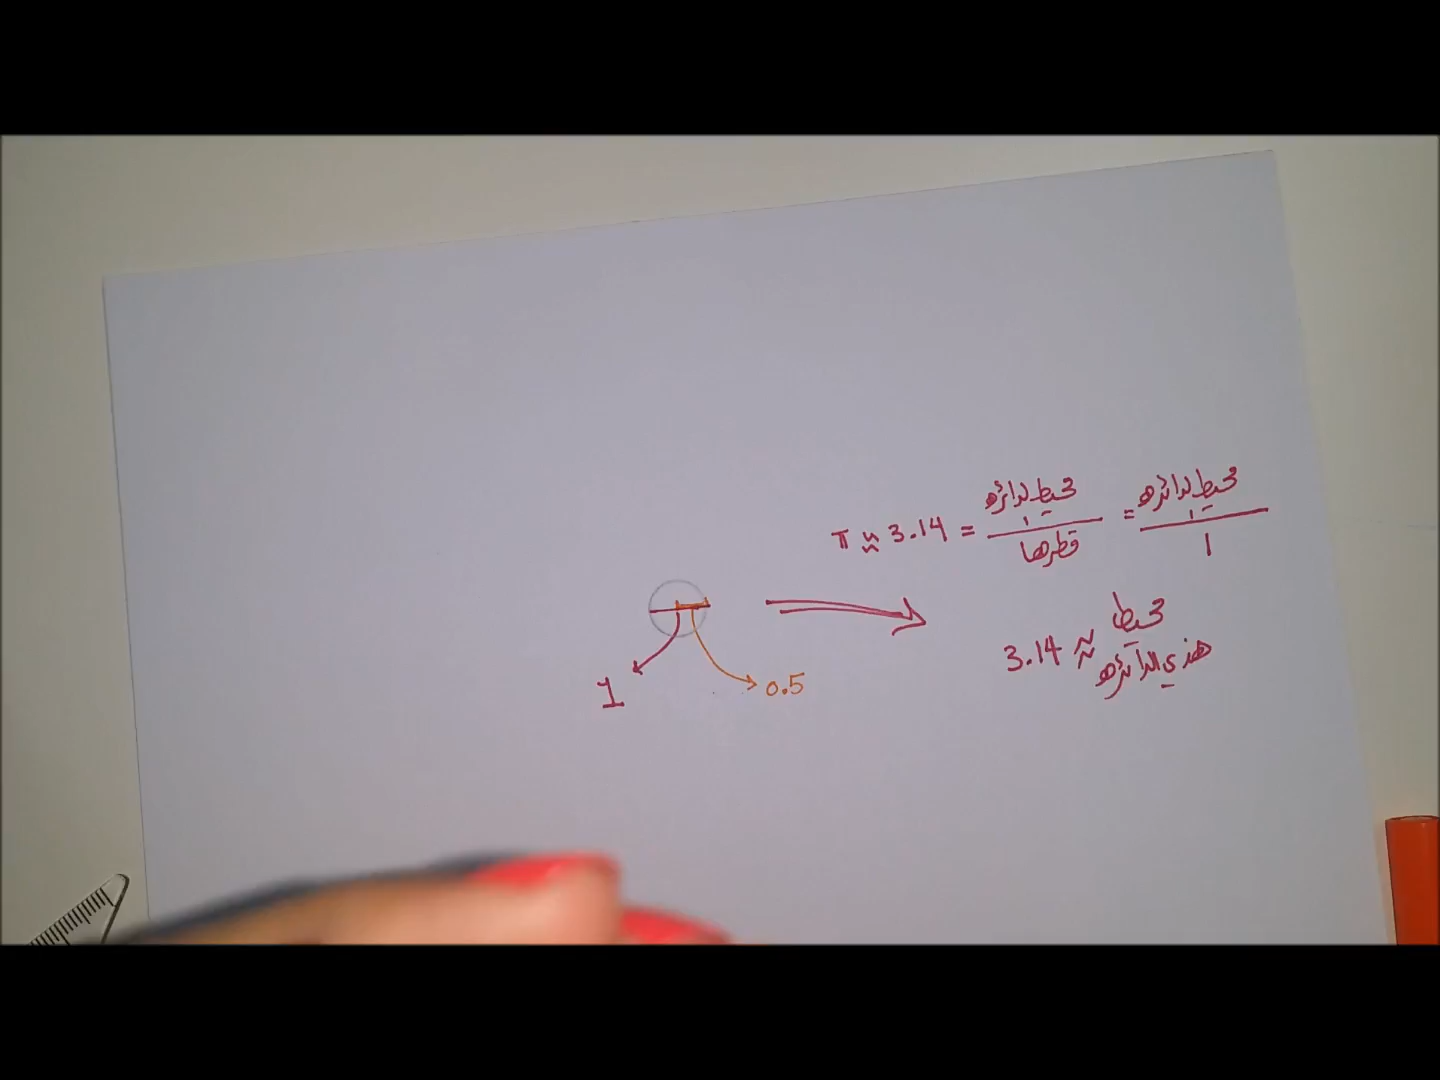 π ≈ 3.14 = محيط الدائره / قطرها = محيط الدائره / 1
محيط
هذي الدائره ≈ 3.14
1
0.5